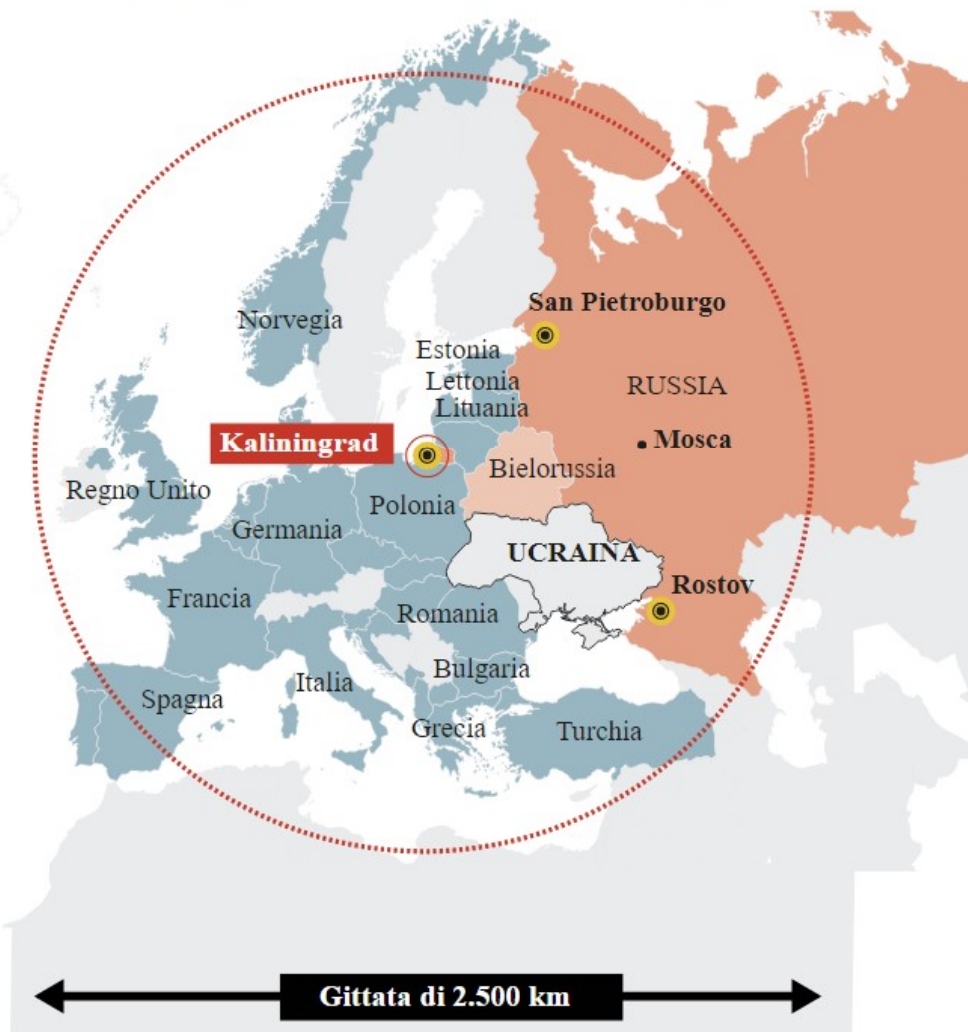 San Pietroburgo
Norvegia
Estonia
Lettonia
RUSSIA
Lituania
Kaliningrad
Mosca
Bielorussia
Regno Unito
Polonia
Germania
UCRAINA
Francia
Rostov
Romania
Bulgaria
Italia
Spagna
Grecia
Turchia
Gittata di 2.500 km